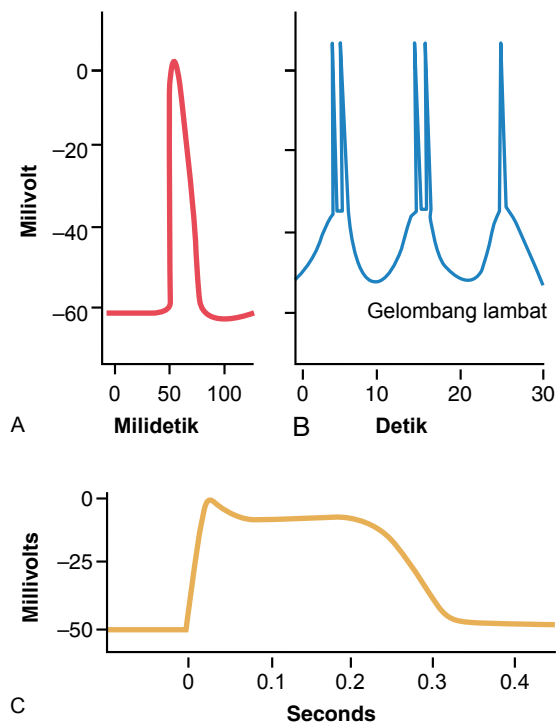 Milivolt
0
−20
−40
−60
0 50 100
Milidetik
A
Gelombang lambat
0 10 20 30
Detik
B
Millivolts
0
−25
−50
0 0.1 0.2 0.3 0.4
Seconds
C